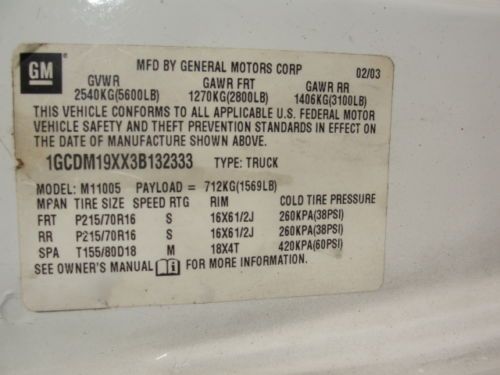 GM MFD BY GENERAL MOTORS CORP 02/03
GVWR GAWR FRT GAWR RR
2540KG(5600LB) 1270KG(2800LB) 1406KG(3100LB)
THIS VEHICLE CONFORMS TO ALL APPLICABLE U.S. FEDERAL MOTOR
VEHICLE SAFETY AND THEFT PREVENTION STANDARDS IN EFFECT ON
THE DATE OF MANUFACTURE SHOWN ABOVE.
1GCDM19XX3B132333 TYPE: TRUCK
MODEL: M11005 PAYLOAD = 712KG(1569LB)
MPAN TIRE SIZE SPEED RTG RIM COLD TIRE PRESSURE
FRT P215/70R16 S 16X61/2J 260KPA(38PSI)
RR P215/70R16 S 16X61/2J 260KPA(38PSI)
SPA T155/80D18 M 18X4T 420KPA(60PSI)
SEE OWNER'S MANUAL FOR MORE INFORMATION.